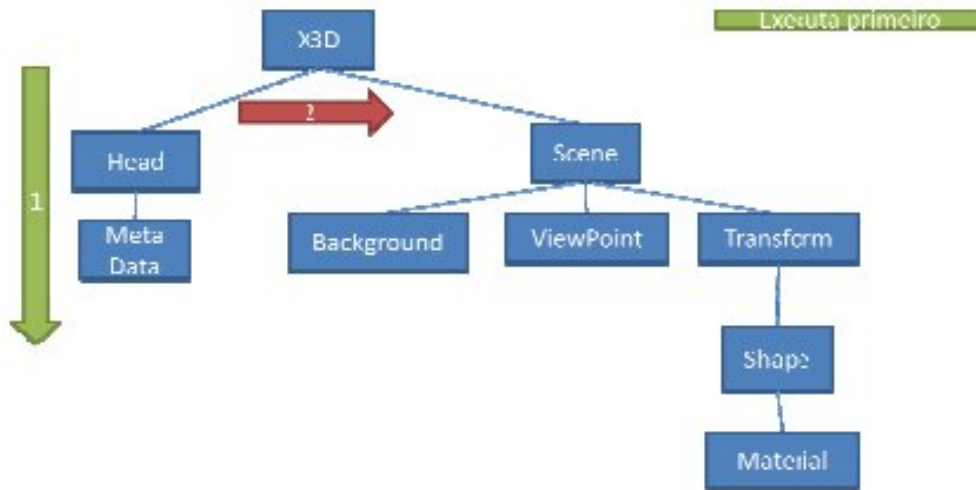 X3D
Executa primeiro
2
Head
Scene
1
Meta
Data
Background
ViewPoint
Transform
Shape
Material